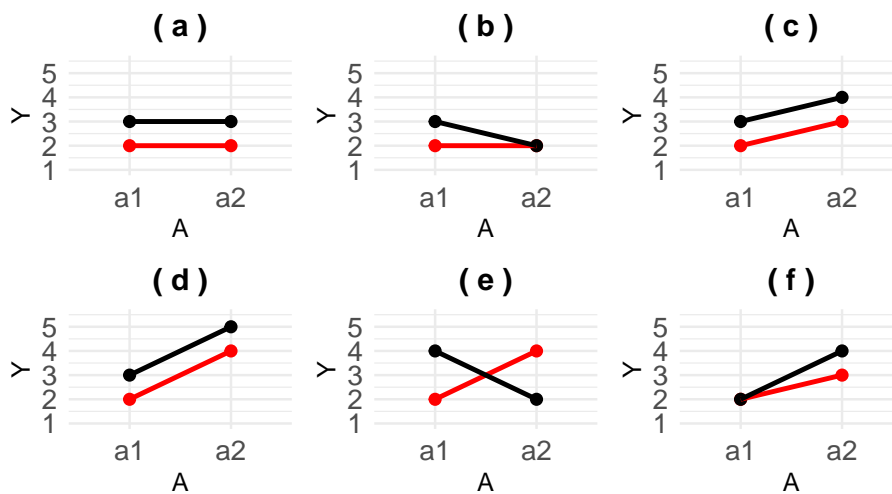 ( a ) ( b ) ( c )
5 5 5
4 4 4
Y 3 Y 3 Y 3
2 2 2
1 1 1
a1 a2 a1 a2 a1 a2
A A A
( d ) ( e ) ( f )
5 5 5
4 4 4
Y 3 Y 3 Y 3
2 2 2
1 1 1
a1 a2 a1 a2 a1 a2
A A A